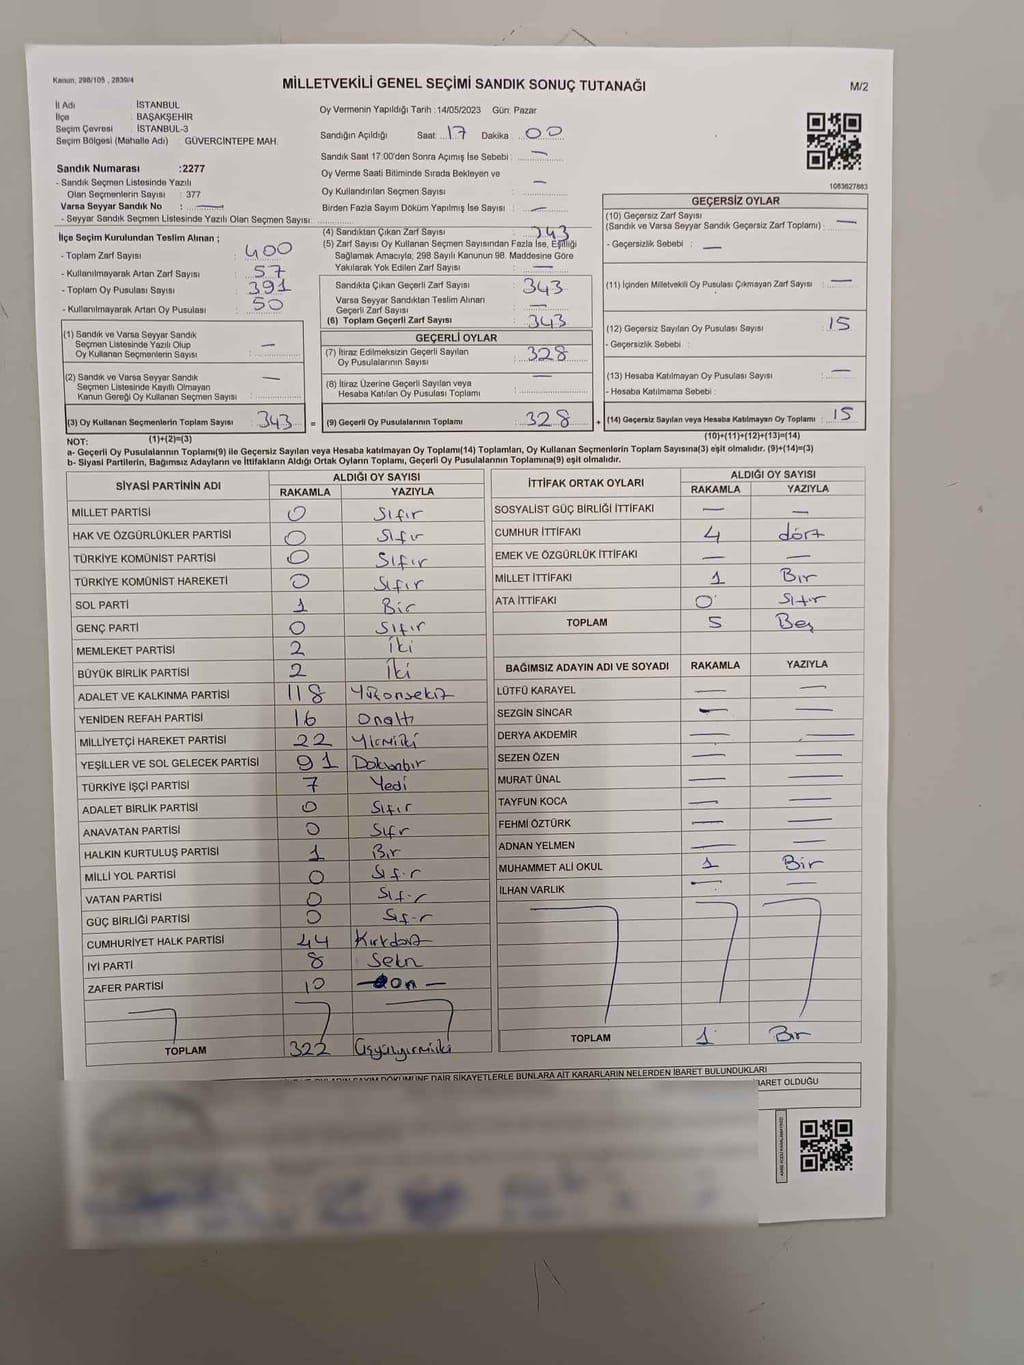 Kanun, 298/105 , 2839/4
MİLLETVEKİLİ GENEL SEÇİMİ SANDIK SONUÇ TUTANAĞI
M/2
İl Adı : İSTANBUL
İlçe : BAŞAKŞEHİR
Seçim Çevresi : İSTANBUL-3
Seçim Bölgesi (Mahalle Adı) : GÜVERCİNTEPE MAH.
Sandık Numarası :2277
- Sandık Seçmen Listesinde Yazılı
Olan Seçmenlerin Sayısı : 377
Varsa Seyyar Sandık No : —
- Seyyar Sandık Seçmen Listesinde Yazılı Olan Seçmen Sayısı:
Oy Vermenin Yapıldığı Tarih :14/05/2023 Gün: Pazar
Sandığın Açıldığı Saat: 17 Dakika : 00
Sandık Saat 17:00'den Sonra Açımış İse Sebebi : —
Oy Verme Saati Bitiminde Sırada Bekleyen ve
Oy Kullandırılan Seçmen Sayısı : —
Birden Fazla Sayım Döküm Yapılmış İse Sayısı : —
1083627883
İlçe Seçim Kurulundan Teslim Alınan ;
- Toplam Zarf Sayısı : 400
- Kullanılmayarak Artan Zarf Sayısı : 57
- Toplam Oy Pusulası Sayısı : 391
- Kullanılmayarak Artan Oy Pusulası : 50
(1) Sandık ve Varsa Seyyar Sandık
Seçmen Listesinde Yazılı Olup
Oy Kullanan Seçmenlerin Sayısı : —
(2) Sandık ve Varsa Seyyar Sandık
Seçmen Listesinde Kayıtlı Olmayan
Kanun Gereği Oy Kullanan Seçmen Sayısı : —
(3) Oy Kullanan Seçmenlerin Toplam Sayısı : 343
(4) Sandıktan Çıkan Zarf Sayısı : 343
(5) Zarf Sayısı Oy Kullanan Seçmen Sayısından Fazla İse, Eşitliği
Sağlamak Amacıyla; 298 Sayılı Kanunun 98. Maddesine Göre
Yakılarak Yok Edilen Zarf Sayısı : —
Sandıkta Çıkan Geçerli Zarf Sayısı : 343
Varsa Seyyar Sandıktan Teslim Alınan
Geçerli Zarf Sayısı : —
(6) Toplam Geçerli Zarf Sayısı : 343
GEÇERLİ OYLAR
(7) İtiraz Edilmeksizin Geçerli Sayılan
Oy Pusulalarının Sayısı : 328
(8) İtiraz Üzerine Geçerli Sayılan veya
Hesaba Katılan Oy Pusulası Toplamı : —
= (9) Geçerli Oy Pusulalarının Toplamı : 328
GEÇERSİZ OYLAR
(10) Geçersiz Zarf Sayısı
(Sandık ve Varsa Seyyar Sandık Geçersiz Zarf Toplamı) : —
- Geçersizlik Sebebi : —
(11) İçinden Milletvekili Oy Pusulası Çıkmayan Zarf Sayısı : —
(12) Geçersiz Sayılan Oy Pusulası Sayısı : 15
- Geçersizlik Sebebi :
(13) Hesaba Katılmayan Oy Pusulası Sayısı : —
- Hesaba Katılmama Sebebi :
+ (14) Geçersiz Sayılan veya Hesaba Katılmayan Oy Toplamı : 15
NOT: (1)+(2)=(3) (10)+(11)+(12)+(13)=(14)
a- Geçerli Oy Pusulasının Toplamı(9) ile Geçersiz Sayılan veya Hesaba katılmayan Oy Toplamı(14) Toplamları, Oy Kullanan Seçmenlerin Toplam Sayısına(3) eşit olmalıdır. (9)+(14)=(3)
b- Siyasi Partilerin, Bağımsız Adayların ve İttifakların Aldığı Ortak Oyların Toplamı, Geçerli Oy Pusulalarının Toplamına(9) eşit olmalıdır.
SİYASİ PARTİNİN ADI
ALDIĞI OY SAYISI
RAKAMLA YAZIYLA
MİLLET PARTİSİ 0 Sıfır
HAK VE ÖZGÜRLÜKLER PARTİSİ 0 Sıfır
TÜRKİYE KOMÜNİST PARTİSİ 0 Sıfır
TÜRKİYE KOMÜNİST HAREKETİ 0 Sıfır
SOL PARTİ 1 Bir
GENÇ PARTİ 0 Sıfır
MEMLEKET PARTİSİ 2 İki
BÜYÜK BİRLİK PARTİSİ 2 İki
ADALET VE KALKINMA PARTİSİ 118 Yüzonsekiz
YENİDEN REFAH PARTİSİ 16 Onaltı
MİLLİYETÇİ HAREKET PARTİSİ 22 Yirmiiki
YEŞİLLER VE SOL GELECEK PARTİSİ 91 Doksanbir
TÜRKİYE İŞÇİ PARTİSİ 7 Yedi
ADALET BİRLİK PARTİSİ 0 Sıfır
ANAVATAN PARTİSİ 0 Sıfır
HALKIN KURTULUŞ PARTİSİ 1 Bir
MİLLİ YOL PARTİSİ 0 Sıfır
VATAN PARTİSİ 0 Sıfır
GÜÇ BİRLİĞİ PARTİSİ 0 Sıfır
CUMHURİYET HALK PARTİSİ 44 Kırkdört
İYİ PARTİ 8 Sekiz
ZAFER PARTİSİ 10 —on —
TOPLAM 322 Üçyüzyirmiiki
İTTİFAK ORTAK OYLARI
ALDIĞI OY SAYISI
RAKAMLA YAZIYLA
SOSYALİST GÜÇ BİRLİĞİ İTTİFAKI — —
CUMHUR İTTİFAKI 4 dört
EMEK VE ÖZGÜRLÜK İTTİFAKI — —
MİLLET İTTİFAKI 1 Bir
ATA İTTİFAKI 0 Sıfır
TOPLAM 5 Beş
BAĞIMSIZ ADAYIN ADI VE SOYADI RAKAMLA YAZIYLA
LÜTFÜ KARAYEL — —
SEZGİN SİNCAR — —
DERYA AKDEMİR — —
SEZEN ÖZEN — —
MURAT ÜNAL — —
TAYFUN KOCA — —
FEHMİ ÖZTÜRK — —
ADNAN YELMEN — —
MUHAMMET ALİ OKUL 1 Bir
İLHAN VARLIK — —
TOPLAM 1 Bir
OY SAYIM DÖKÜMÜNE DAİR ŞİKAYETLERLE BUNLARA AİT KARARLARIN NELERDEN İBARET BULUNDUKLARI
BARET OLDUĞU